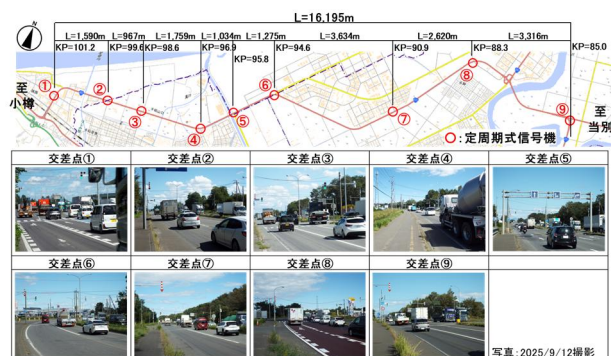 L=16,195m
L=1,590m L=967m L=1,759m L=1,034m L=1,275m L=3,634m L=2,620m L=3,316m
KP=101.2 KP=99.6 KP=98.6 KP=96.9 KP=95.8 KP=94.6 KP=90.9 KP=88.3 KP=85.0
至
小樽
① ② ③ ④ ⑤ ⑥ ⑦ ⑧ ⑨
至
当別
○:定周期式信号機
交差点① 交差点② 交差点③ 交差点④ 交差点⑤
交差点⑥ 交差点⑦ 交差点⑧ 交差点⑨
写真:2025/9/12撮影